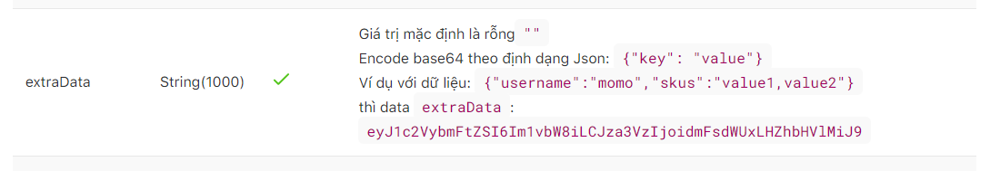 Giá trị mặc định là rỗng ""
Encode base64 theo định dạng Json: {"key": "value"}
extraData String(1000) Ví dụ với dữ liệu: {"username":"momo","skus":"value1,value2"}
thì data extraData :
eyJ1c2VybmFtZSI6Im1vbW8iLCJza3VzIjoidmFsdWUxLHZhbHVlMiJ9